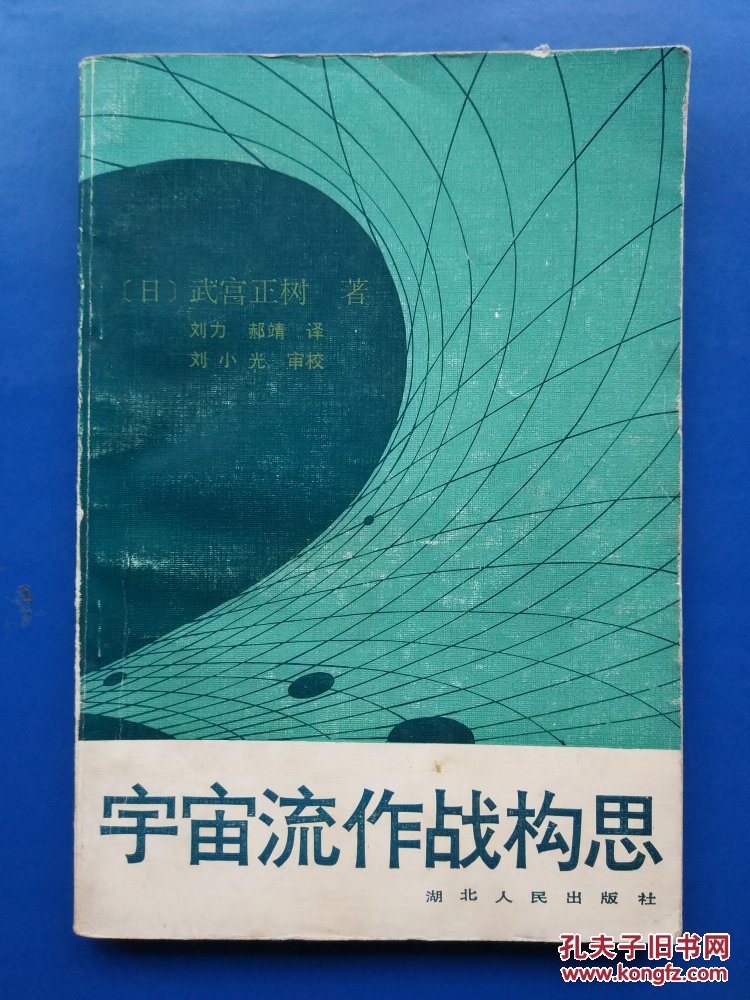 〔日〕武宫正树 著
刘力 郝靖 译
刘小光 审校
宇宙流作战构思
湖北人民出版社
孔夫子旧书网
www.kongfz.com